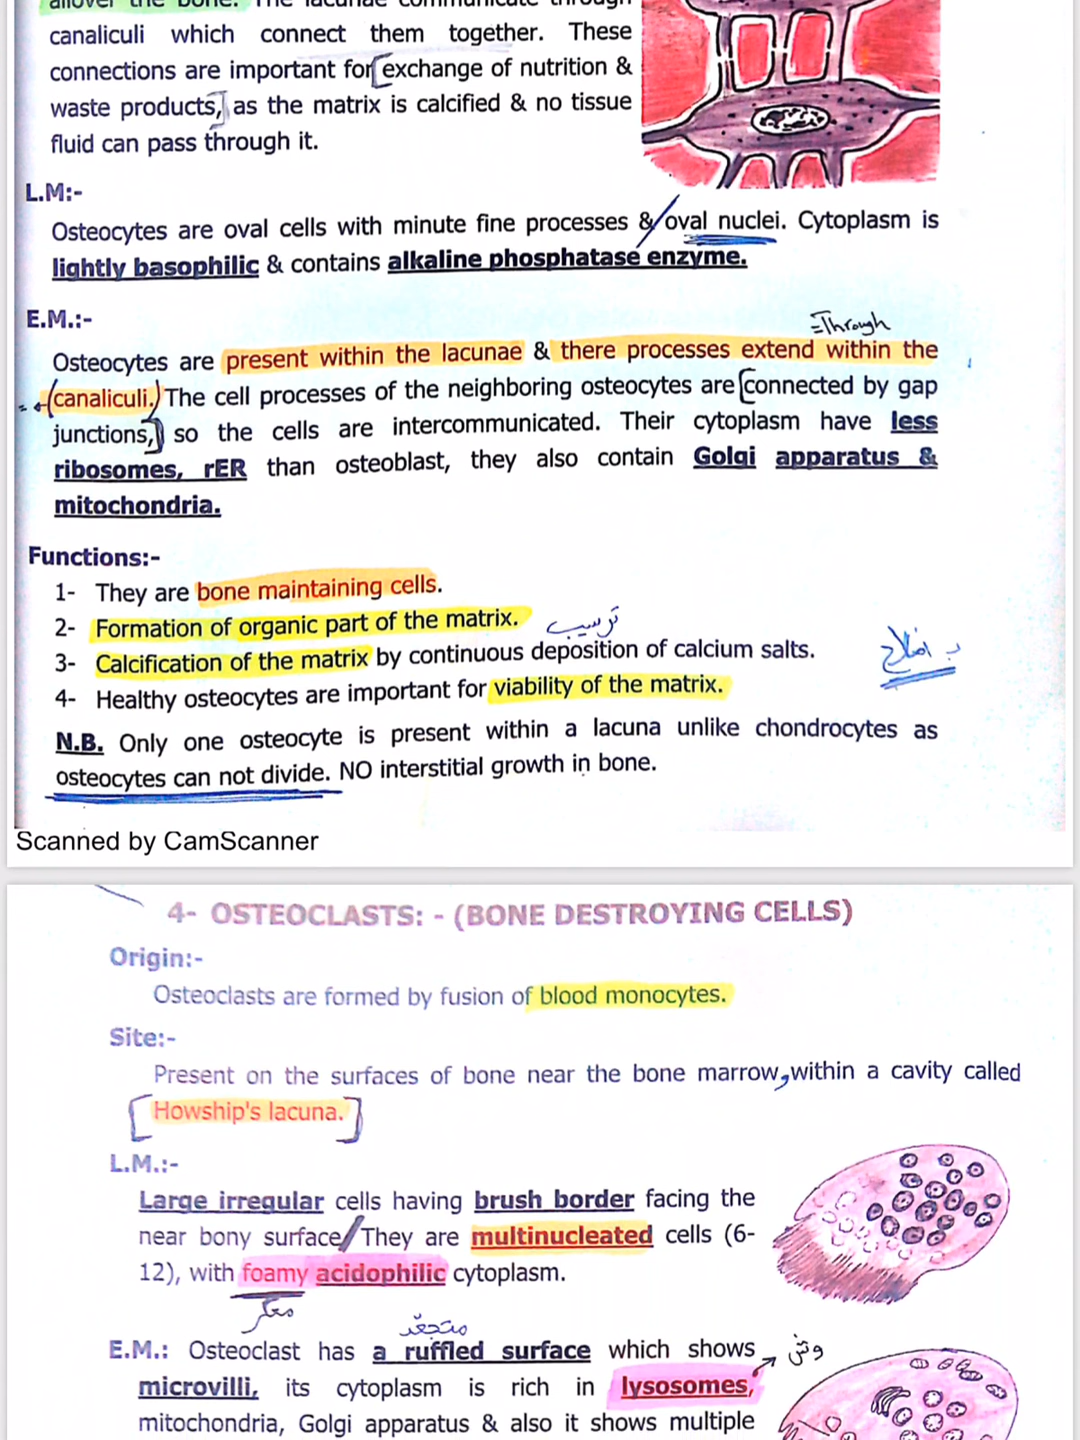 allover the bone. The lacunae communicate through
canaliculi which connect them together. These
connections are important for exchange of nutrition &
waste products, as the matrix is calcified & no tissue
fluid can pass through it.
L.M:-
Osteocytes are oval cells with minute fine processes & oval nuclei. Cytoplasm is
lightly basophilic & contains alkaline phosphatase enzyme.
E.M.:-
=Through
Osteocytes are present within the lacunae & there processes extend within the
canaliculi. The cell processes of the neighboring osteocytes are connected by gap
junctions, so the cells are intercommunicated. Their cytoplasm have less
ribosomes, rER than osteoblast, they also contain Golgi apparatus &
mitochondria.
Functions:-
1- They are bone maintaining cells.
2- Formation of organic part of the matrix.
ترسيب
3- Calcification of the matrix by continuous deposition of calcium salts.
4- Healthy osteocytes are important for viability of the matrix.
N.B. Only one osteocyte is present within a lacuna unlike chondrocytes as
osteocytes can not divide. NO interstitial growth in bone.
Scanned by CamScanner
4- OSTEOCLASTS: - (BONE DESTROYING CELLS)
Origin:-
Osteoclasts are formed by fusion of blood monocytes.
Site:-
Present on the surfaces of bone near the bone marrow, within a cavity called
Howship's lacuna.
L.M.:-
Large irregular cells having brush border facing the
near bony surface/ They are multinucleated cells (6-
12), with foamy acidophilic cytoplasm.
E.M.: Osteoclast has a ruffled surface which shows
microvilli, its cytoplasm is rich in lysosomes,
mitochondria, Golgi apparatus & also it shows multiple